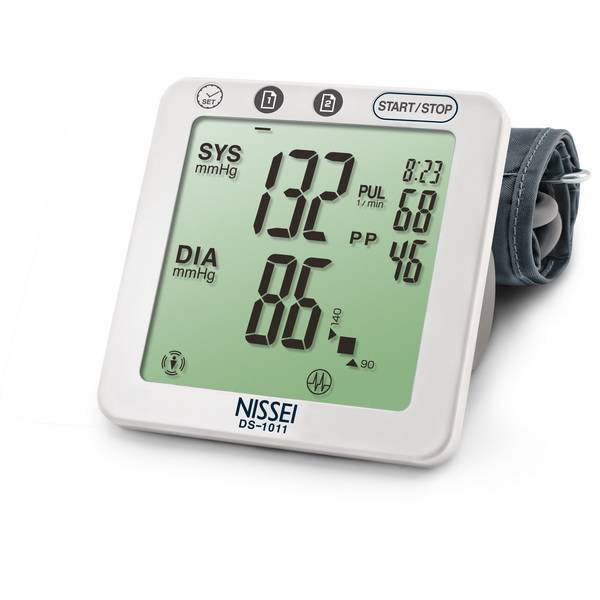 SET 1 2 START/STOP
SYS
mmHg
132
8:23
PUL
1/min
68
PP
46
DIA
mmHg
86
140
90
NISSEI
DS-1011